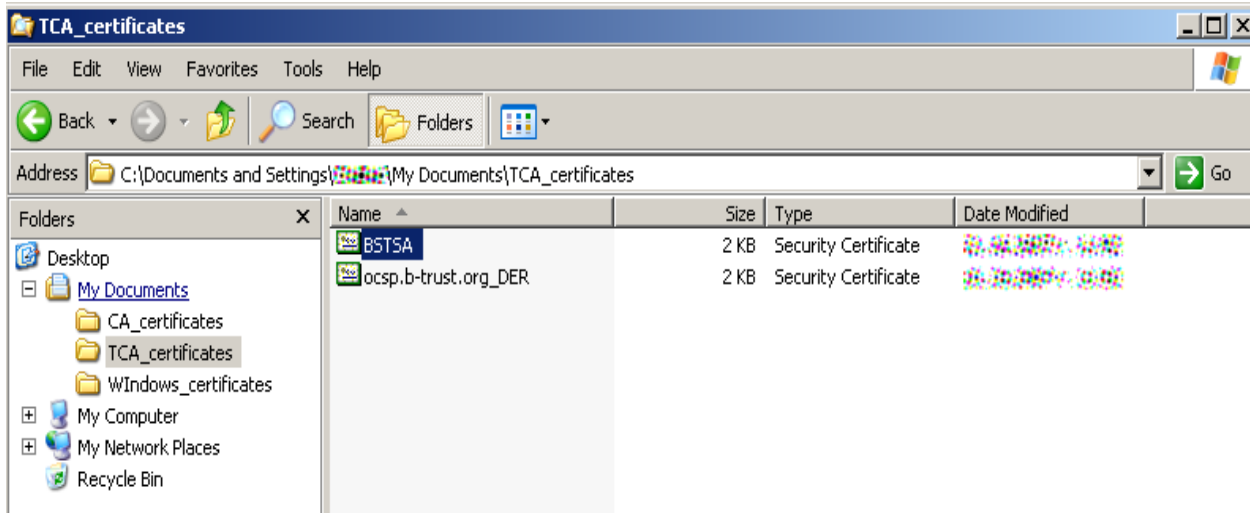 TCA_certificates
File Edit View Favorites Tools Help
Back Search Folders
Address C:\Documents and Settings\ \My Documents\TCA_certificates Go
Folders Name Size Type Date Modified
Desktop BSTSA 2 KB Security Certificate
My Documents ocsp.b-trust.org_DER 2 KB Security Certificate
CA_certificates
TCA_certificates
WIndows_certificates
My Computer
My Network Places
Recycle Bin